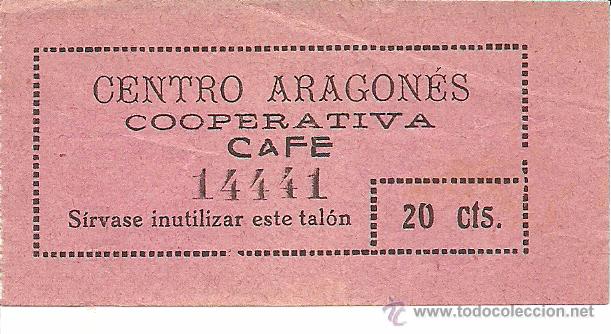 CENTRO ARAGONÉS
COOPERATIVA
CAFE
14441
Sírvase inutilizar este talón
20 cts.
www.todocoleccion.net